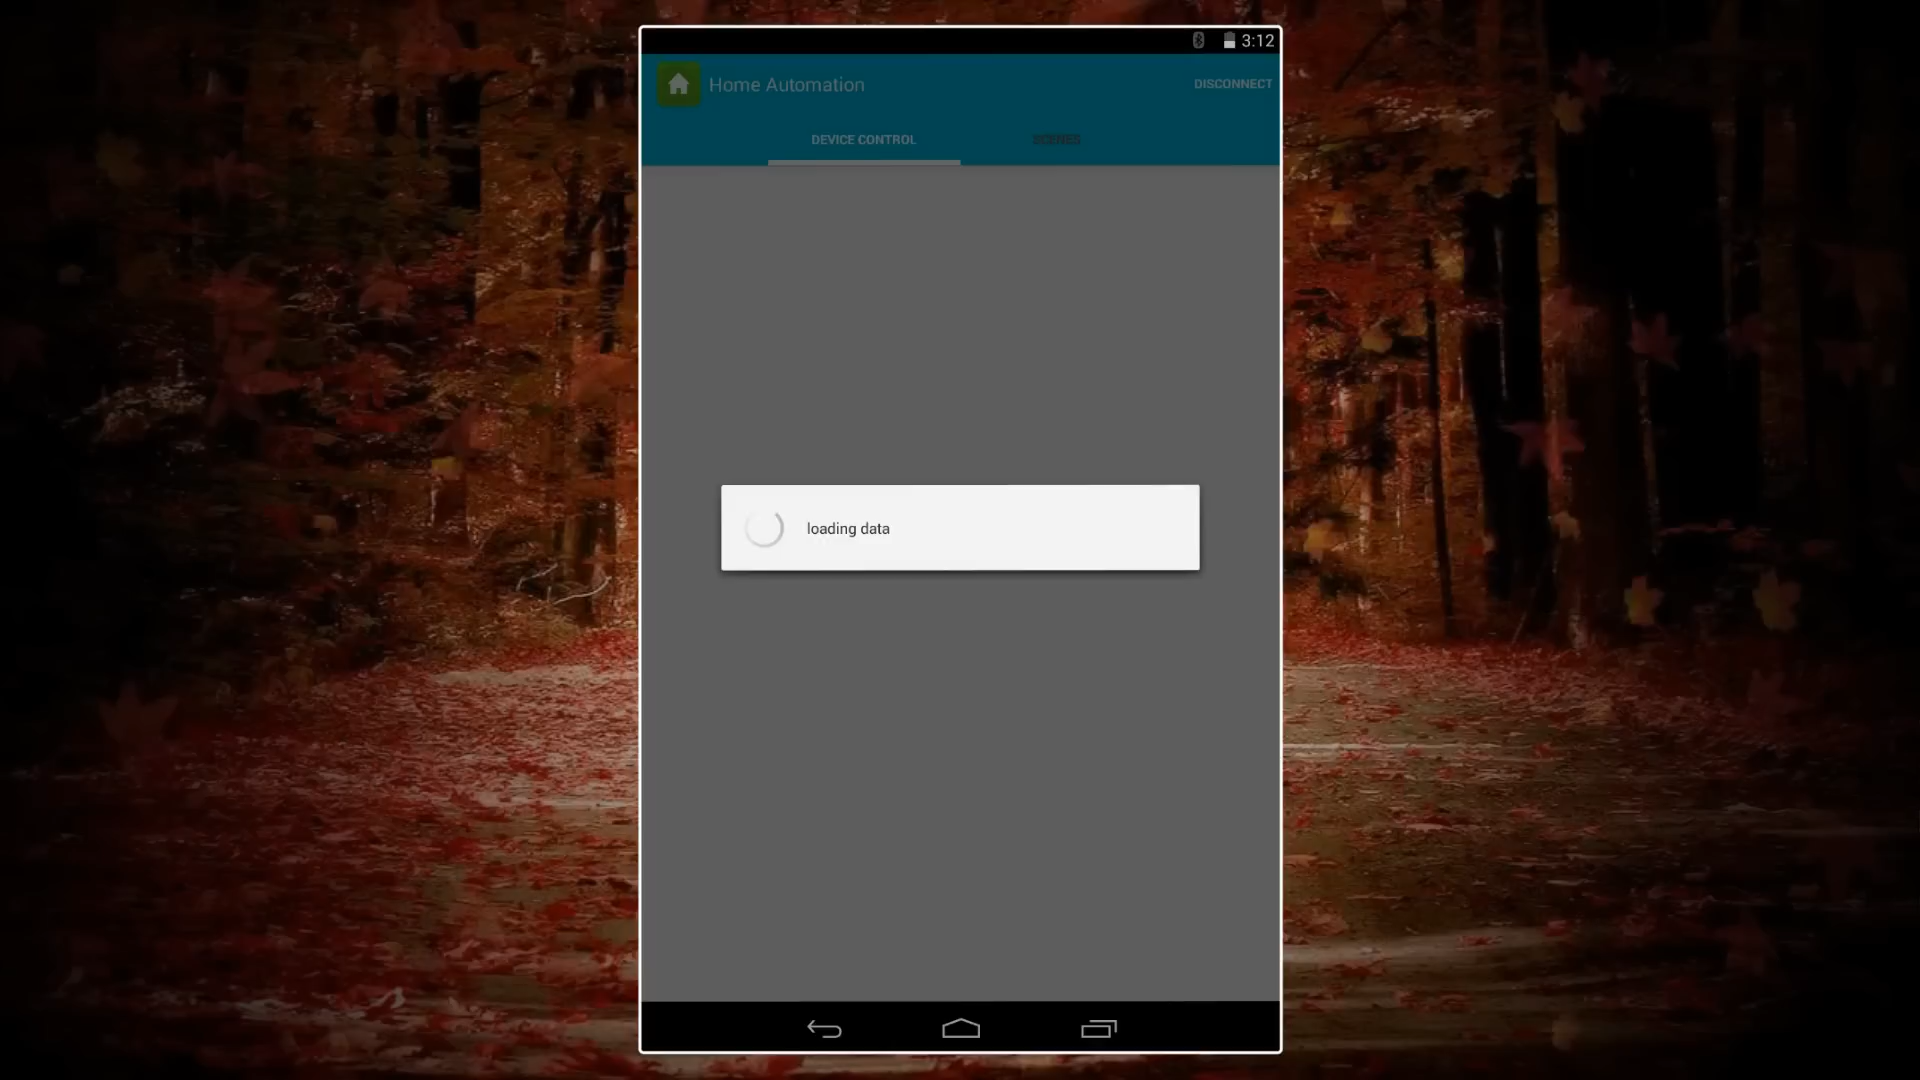 3:12
Home Automation
DISCONNECT
DEVICE CONTROL
SCENES
loading data